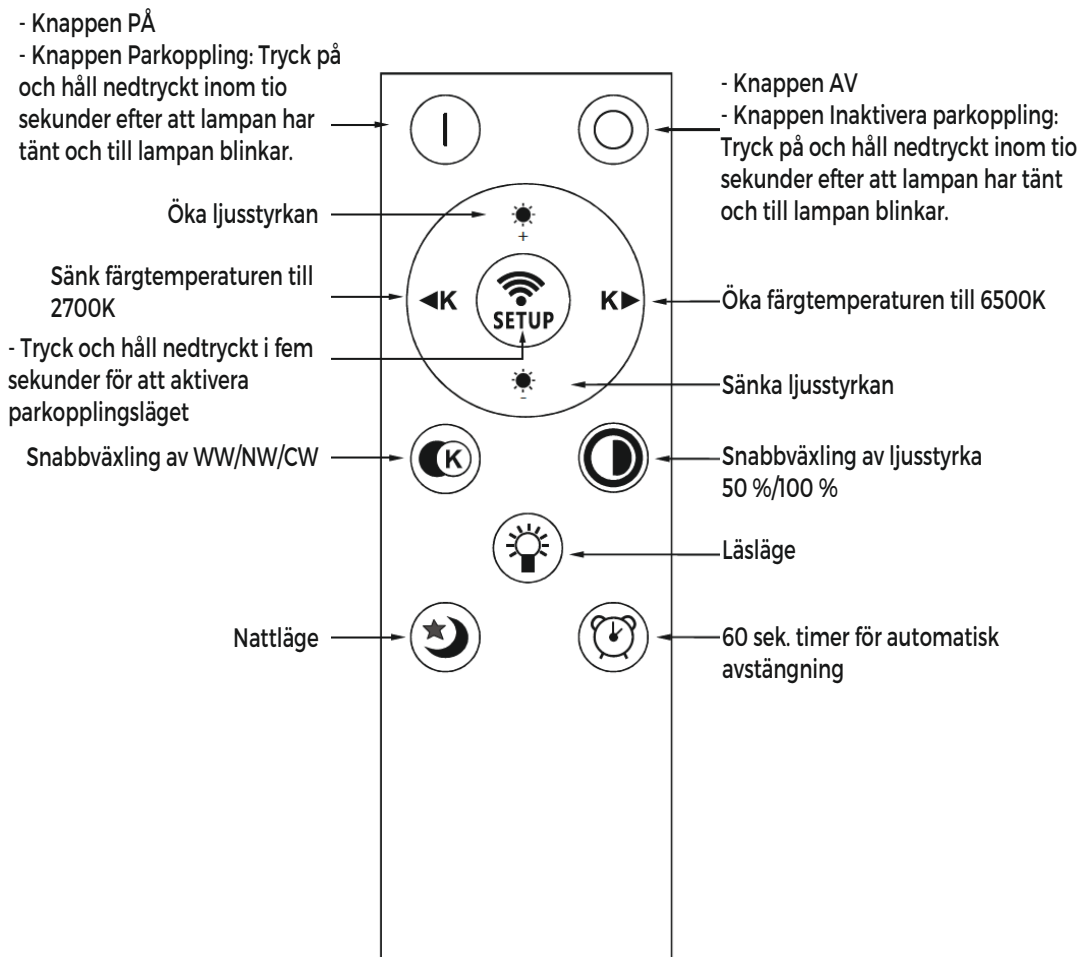 - Knappen PÅ
- Knappen Parkoppling: Tryck på
och håll nedtryckt inom tio
sekunder efter att lampan har
tänt och till lampan blinkar.
- Knappen AV
- Knappen Inaktivera parkoppling:
Tryck på och håll nedtryckt inom tio
sekunder efter att lampan har tänt
och till lampan blinkar.
Öka ljusstyrkan
+
Sänk färgtemperaturen till
2700K
◀K
SETUP
K▶
Öka färgtemperaturen till 6500K
- Tryck och håll nedtryckt i fem
sekunder för att aktivera
parkopplingsläget
-
Sänka ljusstyrkan
Snabbväxling av WW/NW/CW
K
Snabbväxling av ljusstyrka
50 %/100 %
Läsläge
Nattläge
60 sek. timer för automatisk
avstängning